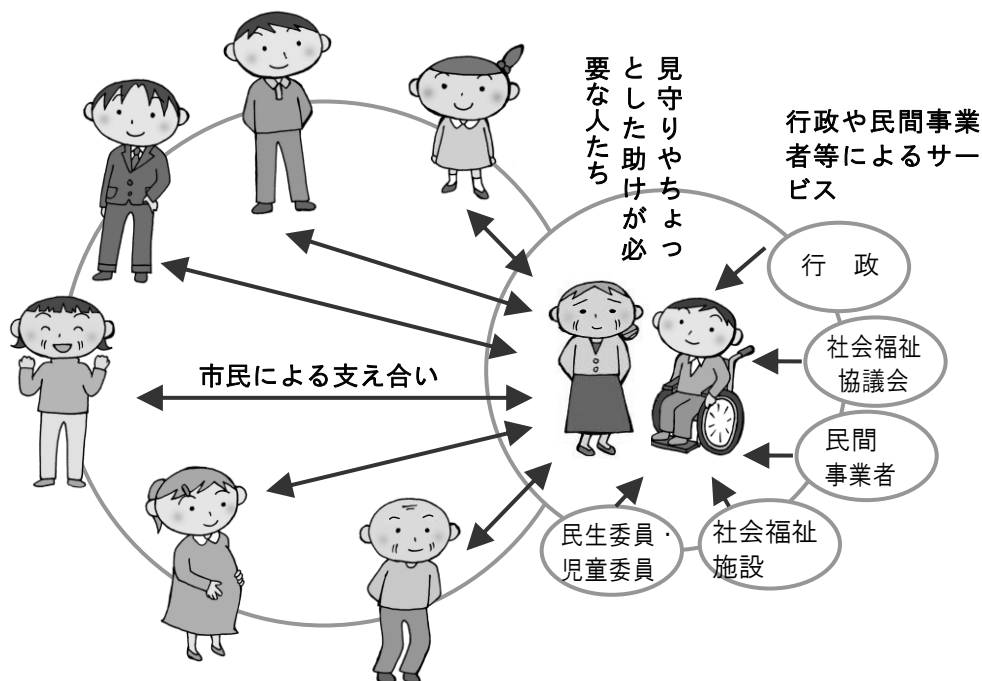 見守りやちょっ
とした助けが必
要な人たち
行政や民間事業
者等によるサー
ビス
行　政
社会福祉
協議会
民間
事業者
社会福祉
施設
民生委員・
児童委員
市民による支え合い